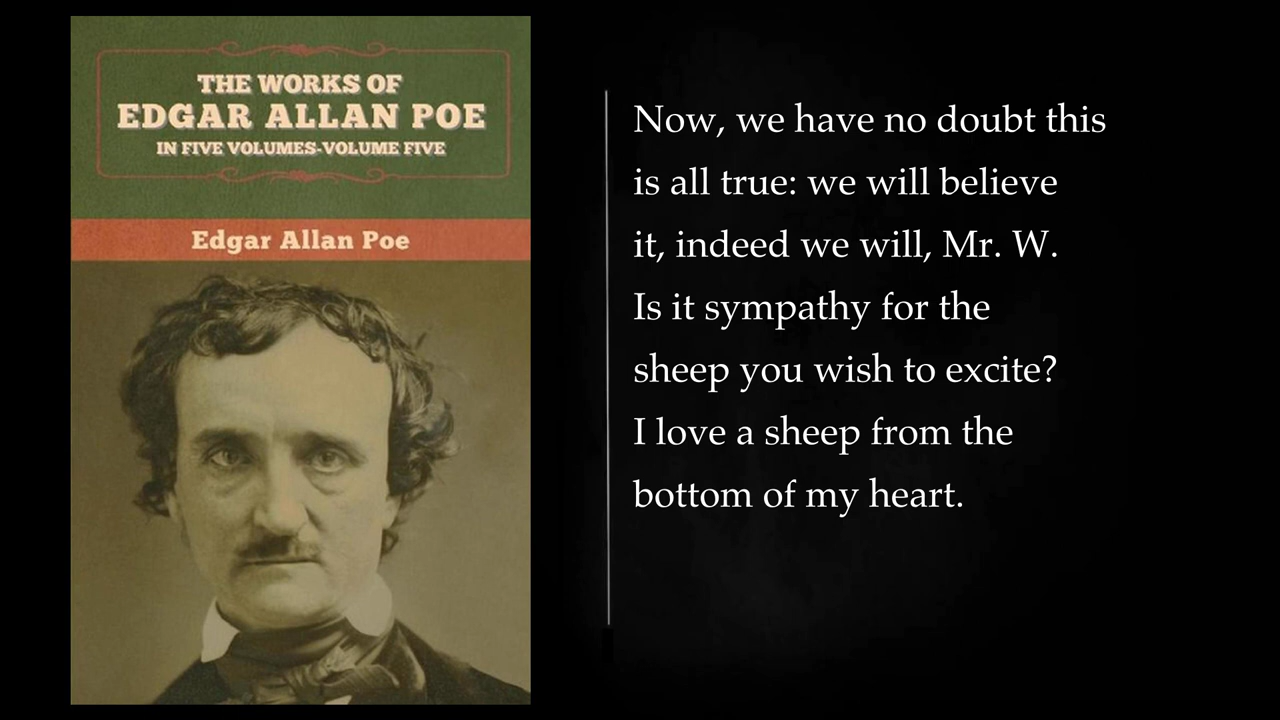 THE WORKS OF
EDGAR ALLAN POE
IN FIVE VOLUMES-VOLUME FIVE
Edgar Allan Poe
Now, we have no doubt this
is all true: we will believe
it, indeed we will, Mr. W.
Is it sympathy for the
sheep you wish to excite?
I love a sheep from the
bottom of my heart.